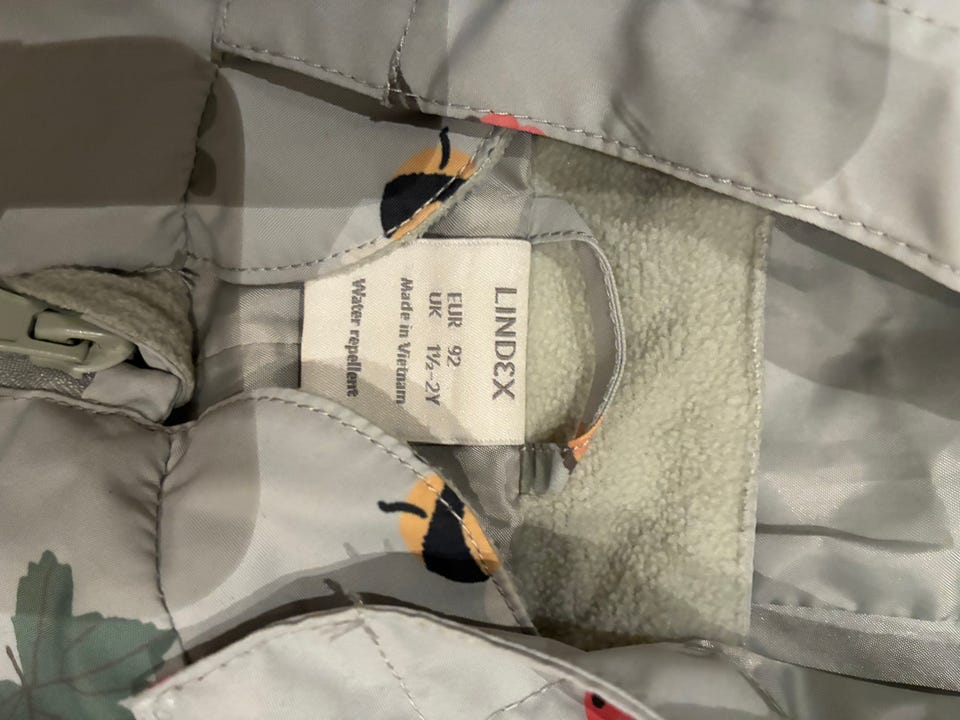 LINDEX
EUR 92
UK 1½-2Y
Made in Vietnam
Water repellent